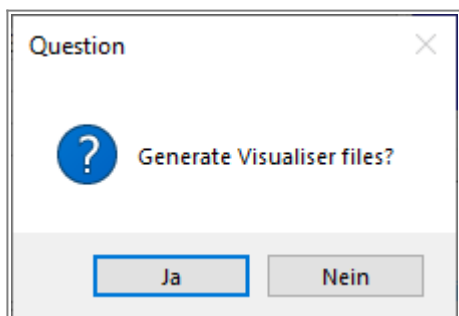 Question
?
Generate Visualiser files?
Ja
Nein